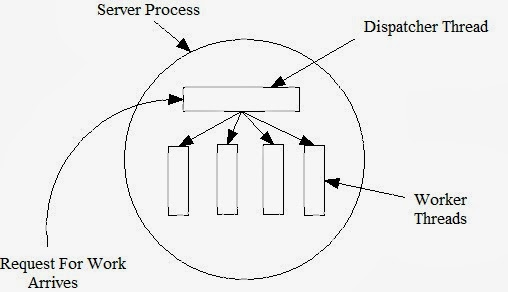 Server Process
Dispatcher Thread
Worker
Threads
Request For Work
Arrives